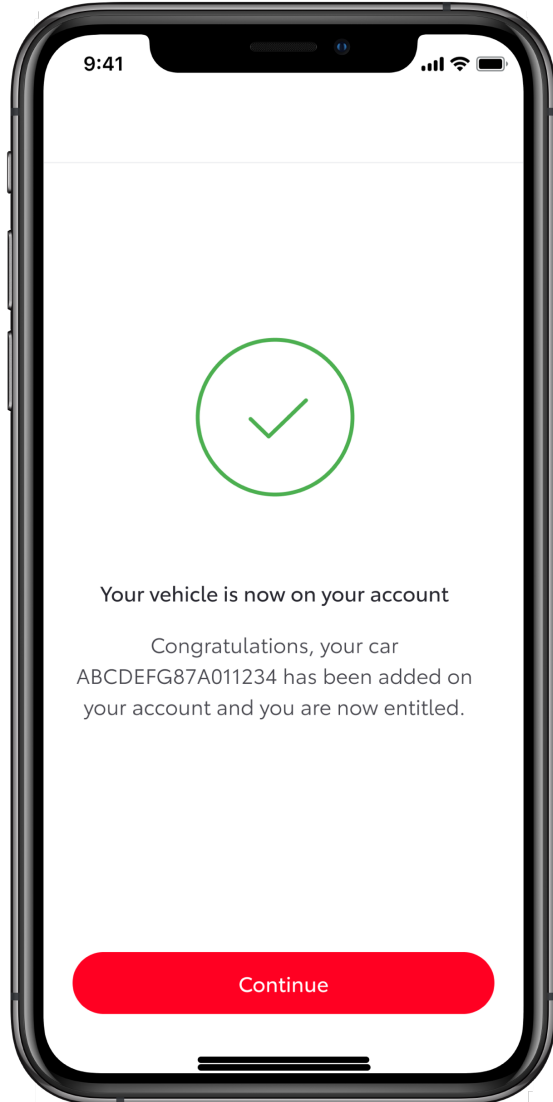 9:41
Your vehicle is now on your account
Congratulations, your car
ABCDEFG87A011234 has been added on
your account and you are now entitled.
Continue